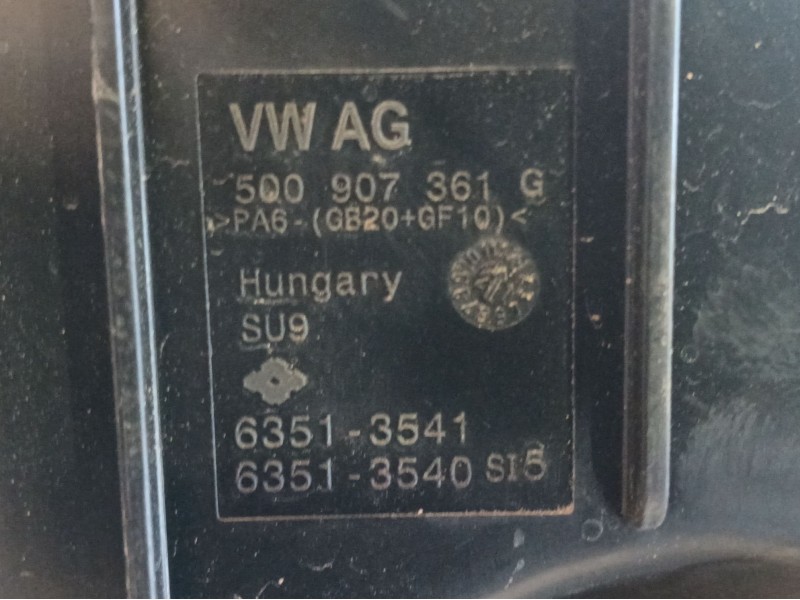 VW AG
5Q0 907 361 G
>PA6-(GB20+GF10)<
Hungary
SU9
6351-3541
6351-3540 SI5